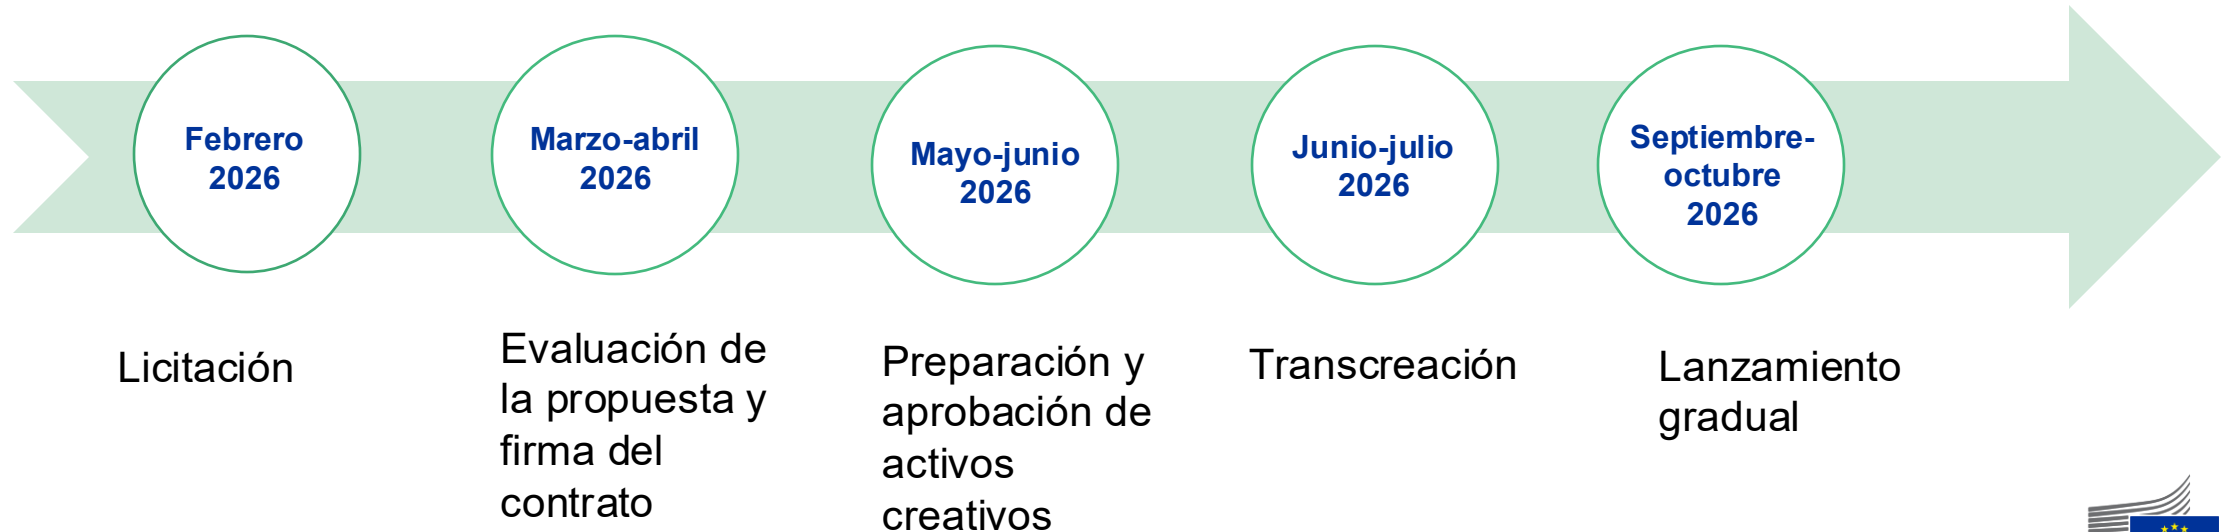 Febrero
2026
Marzo-abril
2026
Mayo-junio
2026
Junio-julio
2026
Septiembre-
octubre
2026
Licitación
Evaluación de
la propuesta y
firma del
contrato
Preparación y
aprobación de
activos
creativos
Transcreación
Lanzamiento
gradual